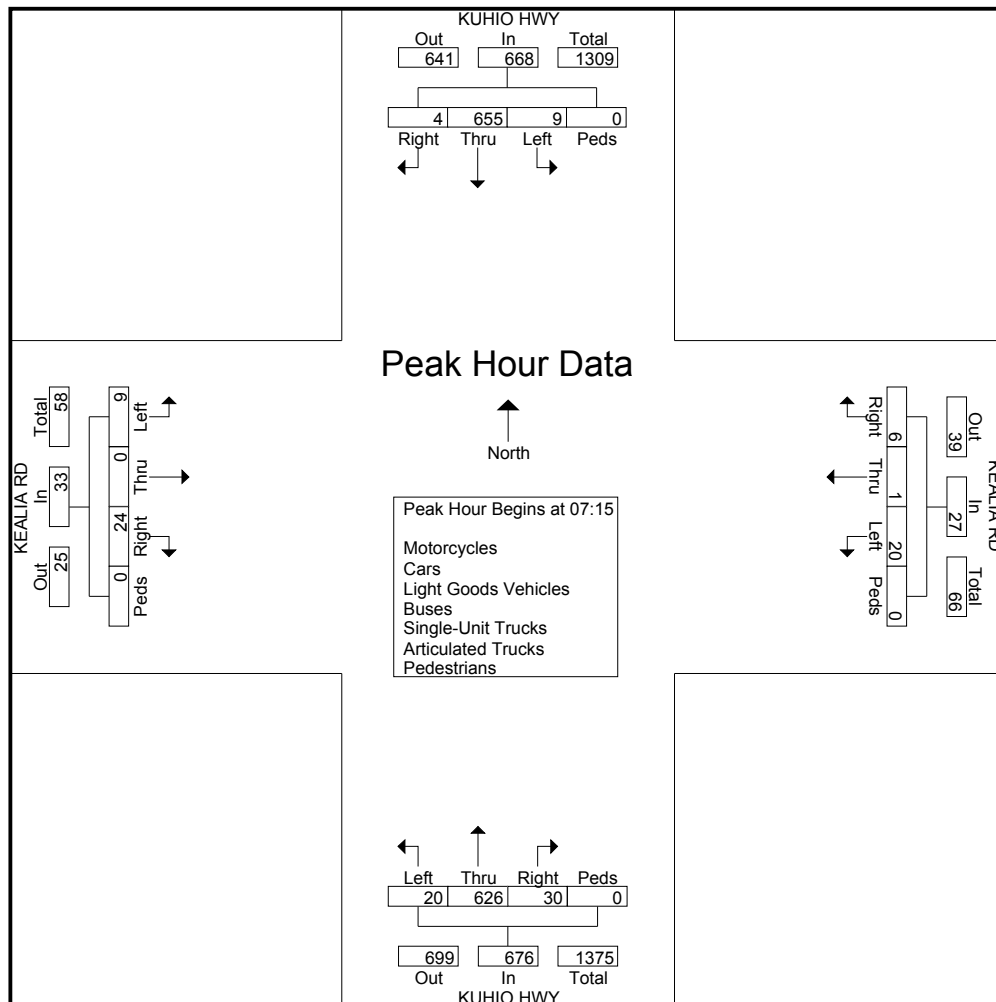 KUHIO HWY
Out In Total
641 668 1309
4 655 9 0
Right Thru Left Peds
Peak Hour Data
North
Peak Hour Begins at 07:15
Motorcycles
Cars
Light Goods Vehicles
Buses
Single-Unit Trucks
Articulated Trucks
Pedestrians
KEALIA RD
Out In Total
25 33 58
0 24 0 9
Peds Right Thru Left
KEALIA RD
Out In Total
39 27 66
6 1 20 0
Right Thru Left Peds
Left Thru Right Peds
20 626 30 0
699 676 1375
Out In Total
KUHIO HWY